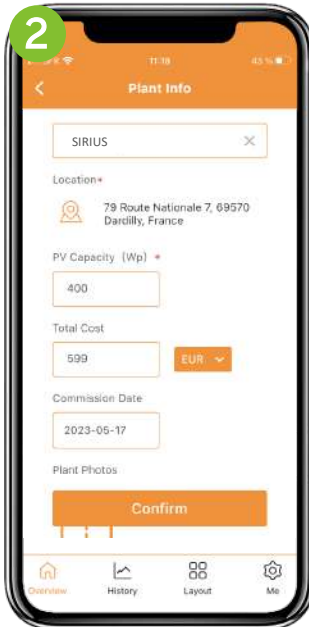 2
11:18
43 %
Plant Info
SIRIUS
Location*
79 Route Nationale 7, 69570
Dardilly, France
PV Capacity (Wp) *
400
Total Cost
599
EUR
Commission Date
2023-05-17
Plant Photos
Confirm
Overview
History
Layout
Me